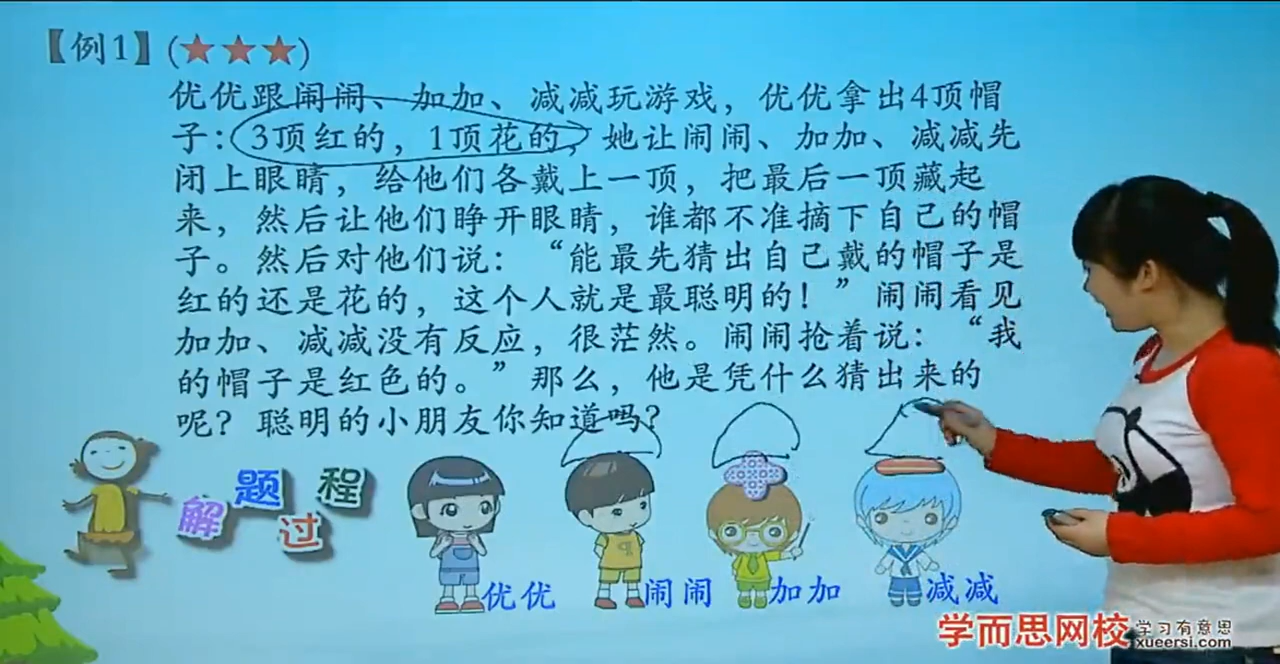 【例1】(★★★)
优优跟闹闹、加加、减减玩游戏，优优拿出4顶帽
子：3顶红的，1顶花的，她让闹闹、加加、减减先
闭上眼睛，给他们各戴上一顶，把最后一顶藏起
来，然后让他们睁开眼睛，谁都不准摘下自己的帽
子。然后对他们说：“能最先猜出自己戴的帽子是
红的还是花的，这个人就是最聪明的！”闹闹看见
加加、减减没有反应，很茫然。闹闹抢着说：“我
的帽子是红色的。”那么，他是凭什么猜出来的
呢？聪明的小朋友你知道吗？
解题过程
优优 闹闹 加加 减减
学而思网校 学习有意思
xueersi.com